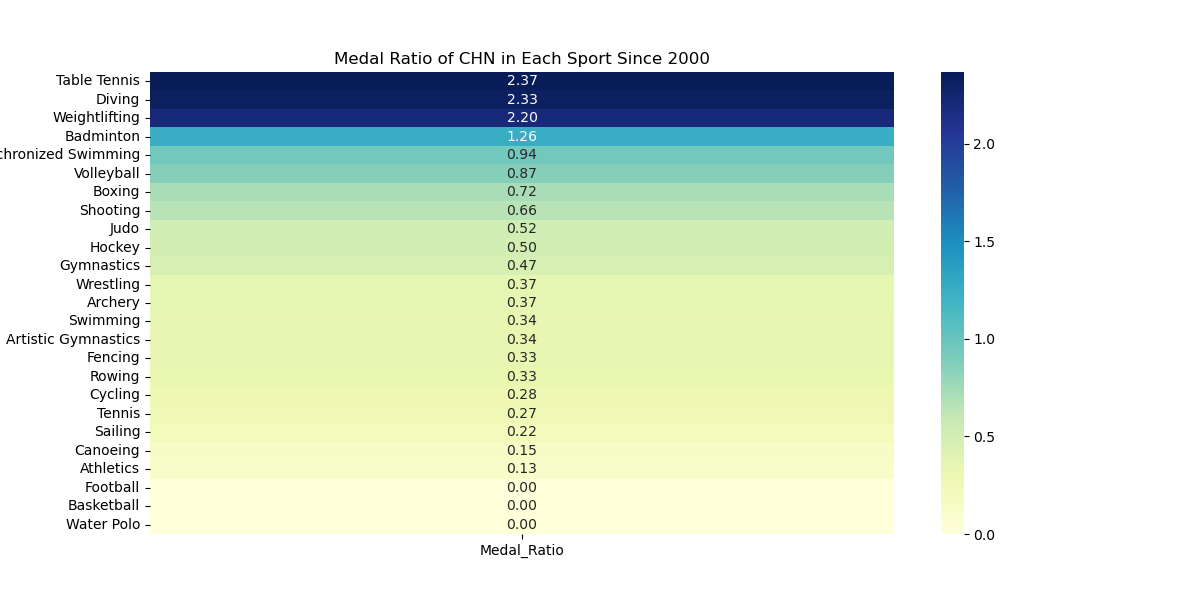 Medal Ratio of CHN in Each Sport Since 2000
Table Tennis 2.37
Diving 2.33
Weightlifting 2.20
Badminton 1.26
chronized Swimming 0.94
Volleyball 0.87
Boxing 0.72
Shooting 0.66
Judo 0.52
Hockey 0.50
Gymnastics 0.47
Wrestling 0.37
Archery 0.37
Swimming 0.34
Artistic Gymnastics 0.34
Fencing 0.33
Rowing 0.33
Cycling 0.28
Tennis 0.27
Sailing 0.22
Canoeing 0.15
Athletics 0.13
Football 0.00
Basketball 0.00
Water Polo 0.00
Medal_Ratio
2.0
1.5
1.0
0.5
0.0